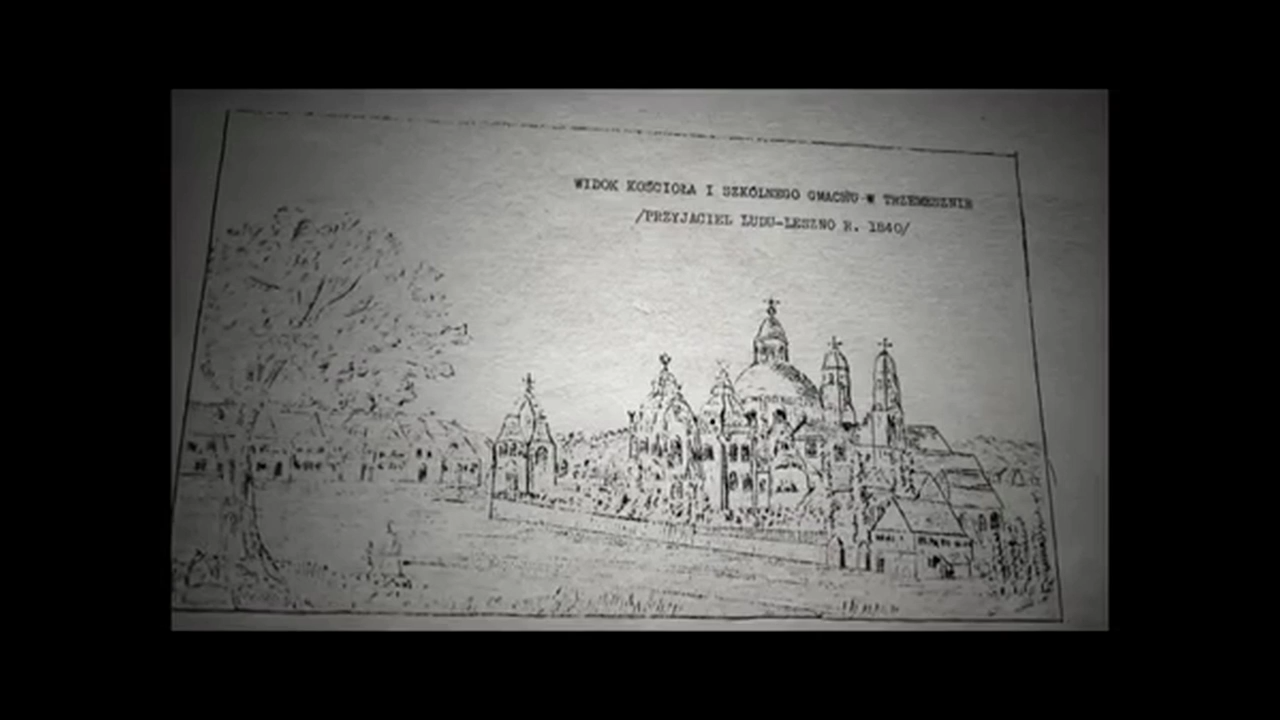 WIDOK KOŚCIOŁA I SZKÓLNEGO GMACHU W TRZEMESZNIE
/PRZYJACIEL LUDU-LESZNO R. 1840/